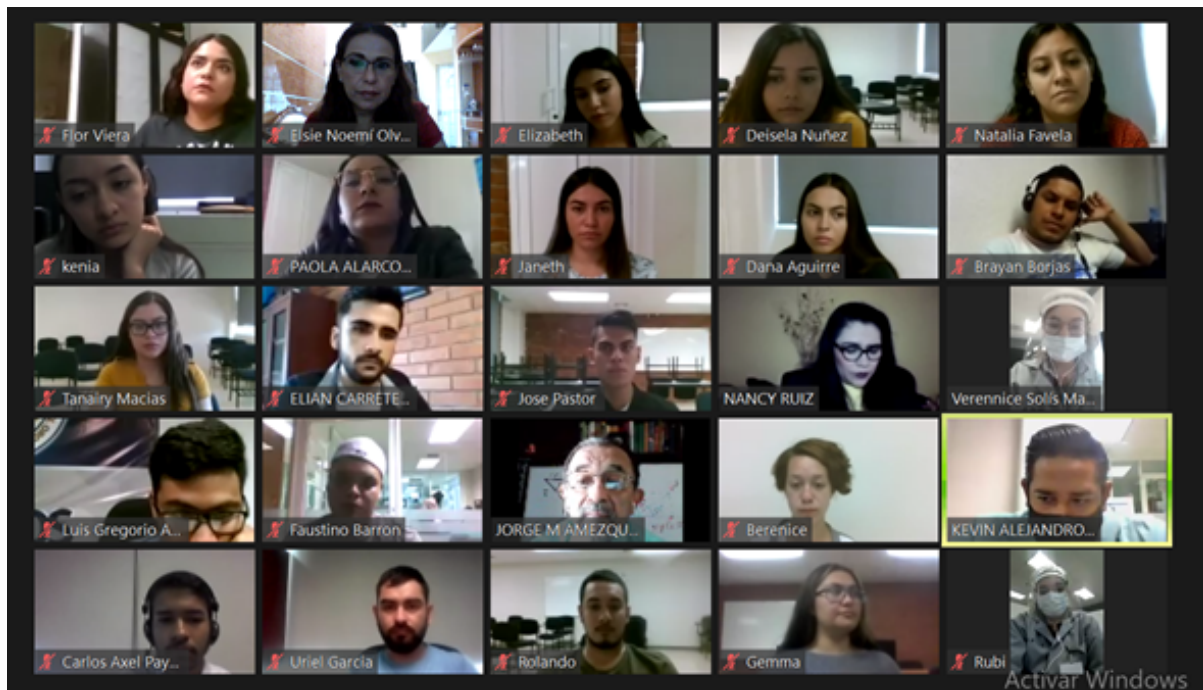 Flor Viera
Elsie Noemí Olv...
Elizabeth
Deisela Nuñez
Natalia Favela
kenia
PAOLA ALARCO...
Janeth
Dana Aguirre
Brayan Borjas
Tanairy Macias
ELIAN CARRETE...
Jose Pastor
NANCY RUIZ
Verennice Solís Ma...
Luis Gregorio A...
Faustino Barron
JORGE M AMEZQU...
Berenice
KEVIN ALEJANDRO...
Carlos Axel Pay...
Uriel Garcia
Rolando
Gemma
Rubi
Activar Windows